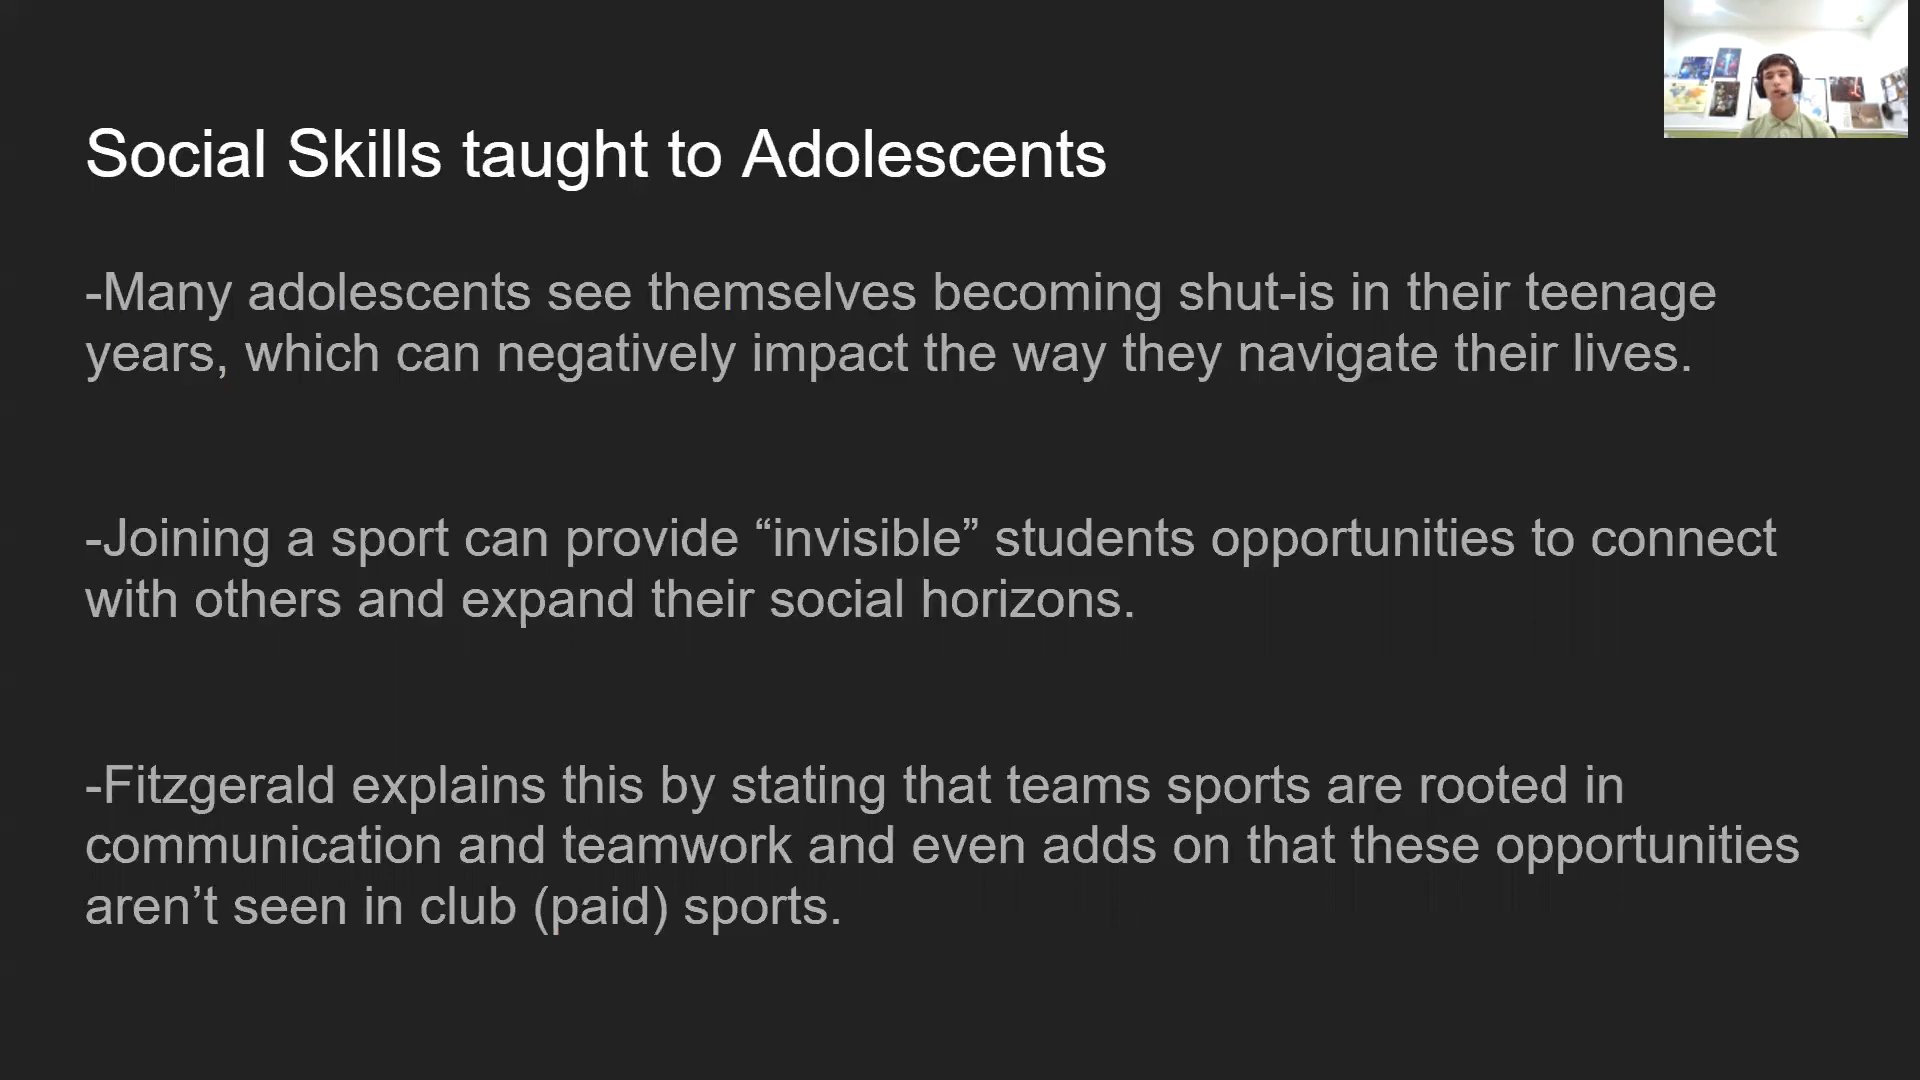 Social Skills taught to Adolescents
-Many adolescents see themselves becoming shut-is in their teenage
years, which can negatively impact the way they navigate their lives.
-Joining a sport can provide “invisible” students opportunities to connect
with others and expand their social horizons.
-Fitzgerald explains this by stating that teams sports are rooted in
communication and teamwork and even adds on that these opportunities
aren’t seen in club (paid) sports.